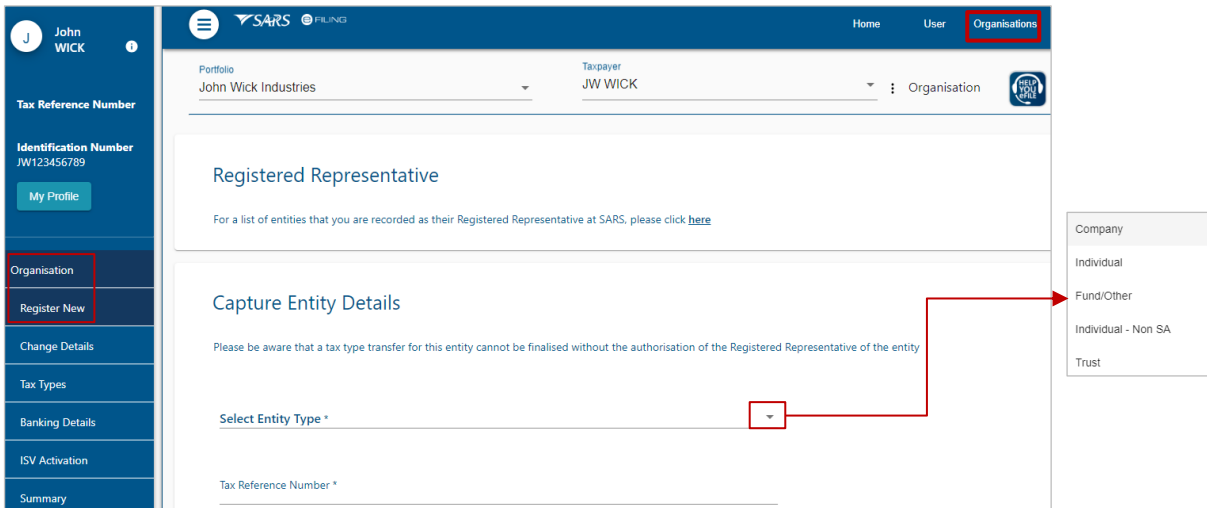 J
John
WICK
i
Tax Reference Number
Identification Number
JW123456789
My Profile
Organisation
Register New
Change Details
Tax Types
Banking Details
ISV Activation
Summary
SARS eFILING
Home User Organisations
Portfolio
John Wick Industries
Taxpayer
JW WICK
Organisation
HELP
YOU
eFILE
Registered Representative
For a list of entities that you are recorded as their Registered Representative at SARS, please click here
Capture Entity Details
Please be aware that a tax type transfer for this entity cannot be finalised without the authorisation of the Registered Representative of the entity
Select Entity Type *
Tax Reference Number *
Company
Individual
Fund/Other
Individual - Non SA
Trust